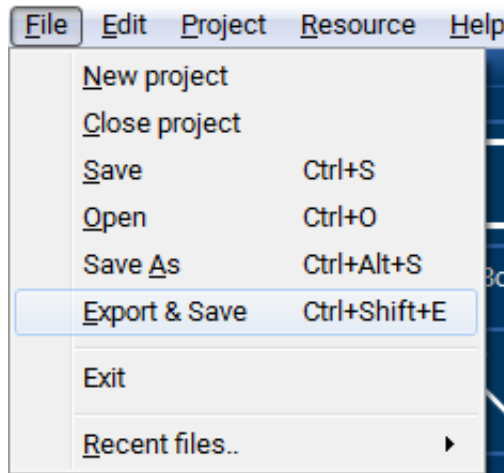 File Edit Project Resource Help
New project
Close project
Save Ctrl+S
Open Ctrl+O
Save As Ctrl+Alt+S
Export & Save Ctrl+Shift+E
Exit
Recent files..